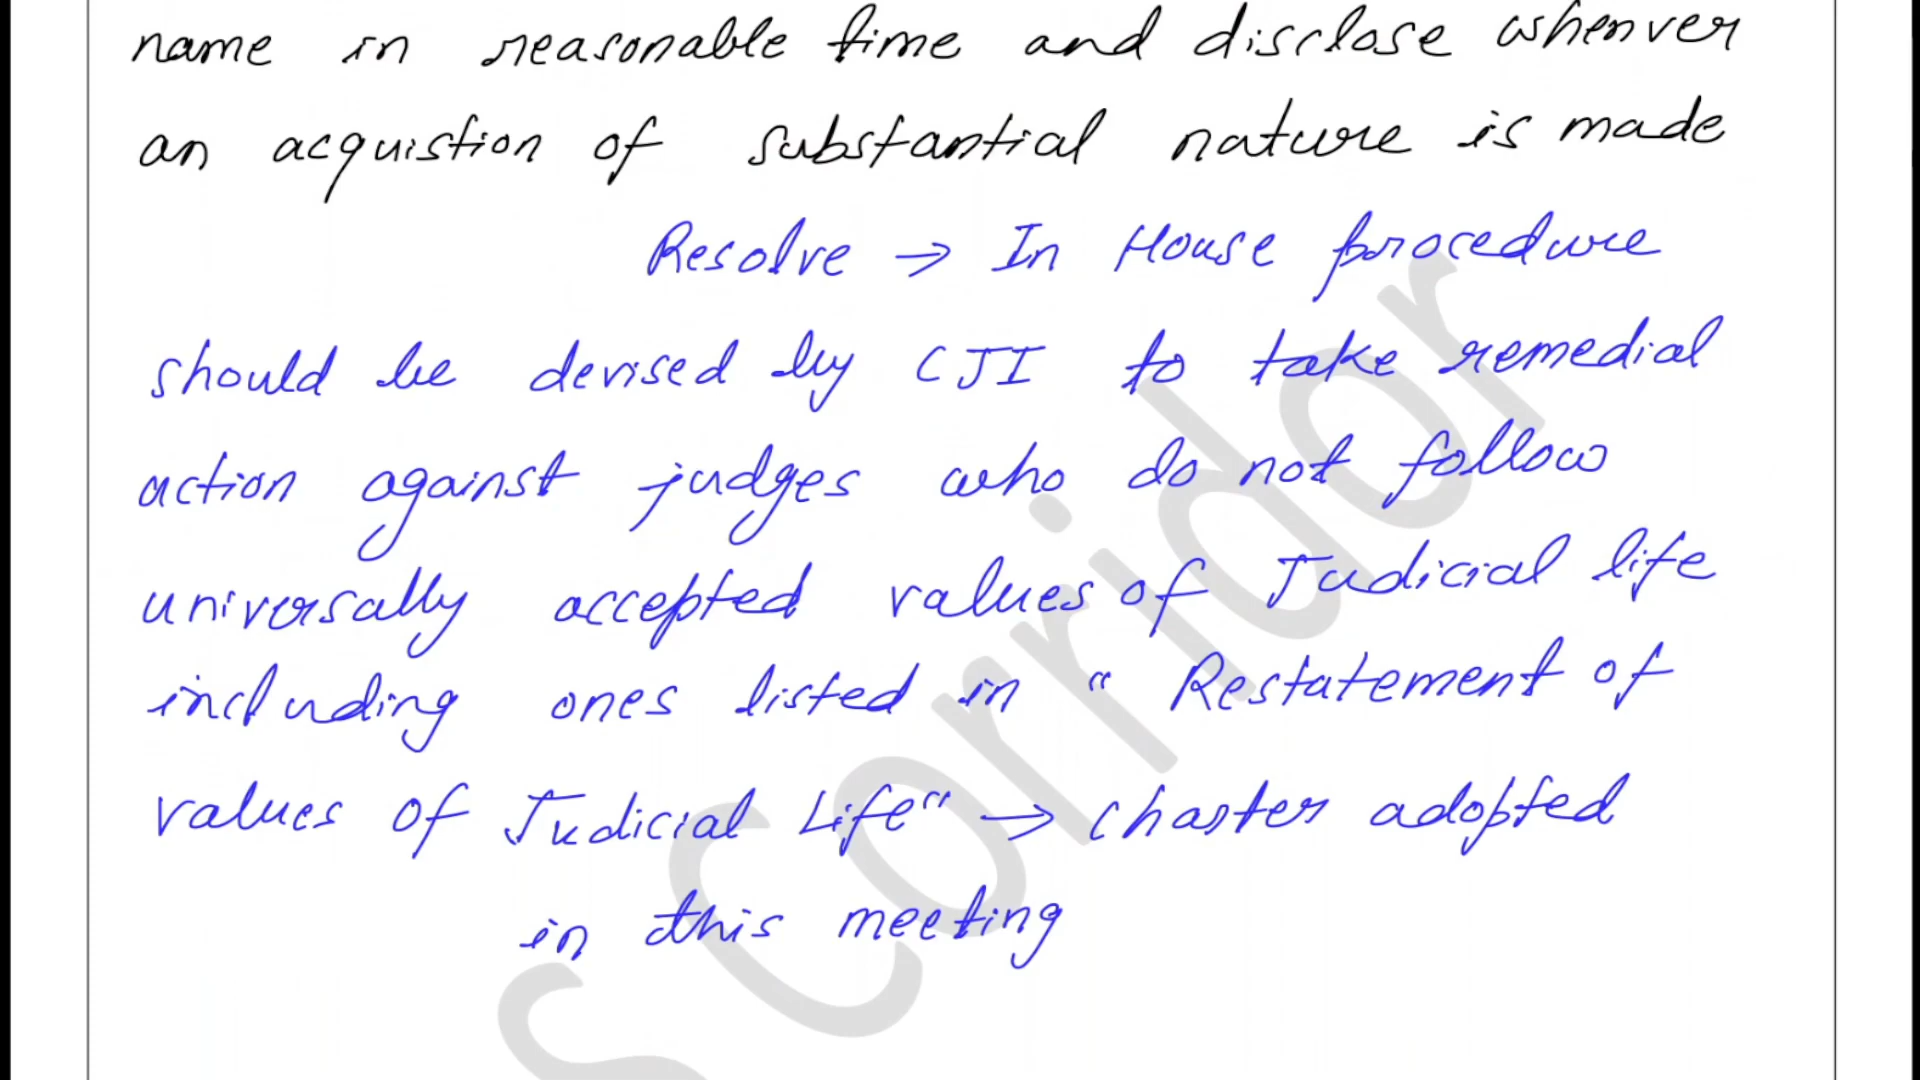 name in reasonable time and disclose whenver
an acquistion of substantial nature is made
Resolve → In House procedure
should be devised by CJI to take remedial
action against judges who do not follow
universally accepted values of Judicial life
including ones listed in “ Restatement of
values of Judicial Life“ → charter adopted
in this meeting
s Corridor